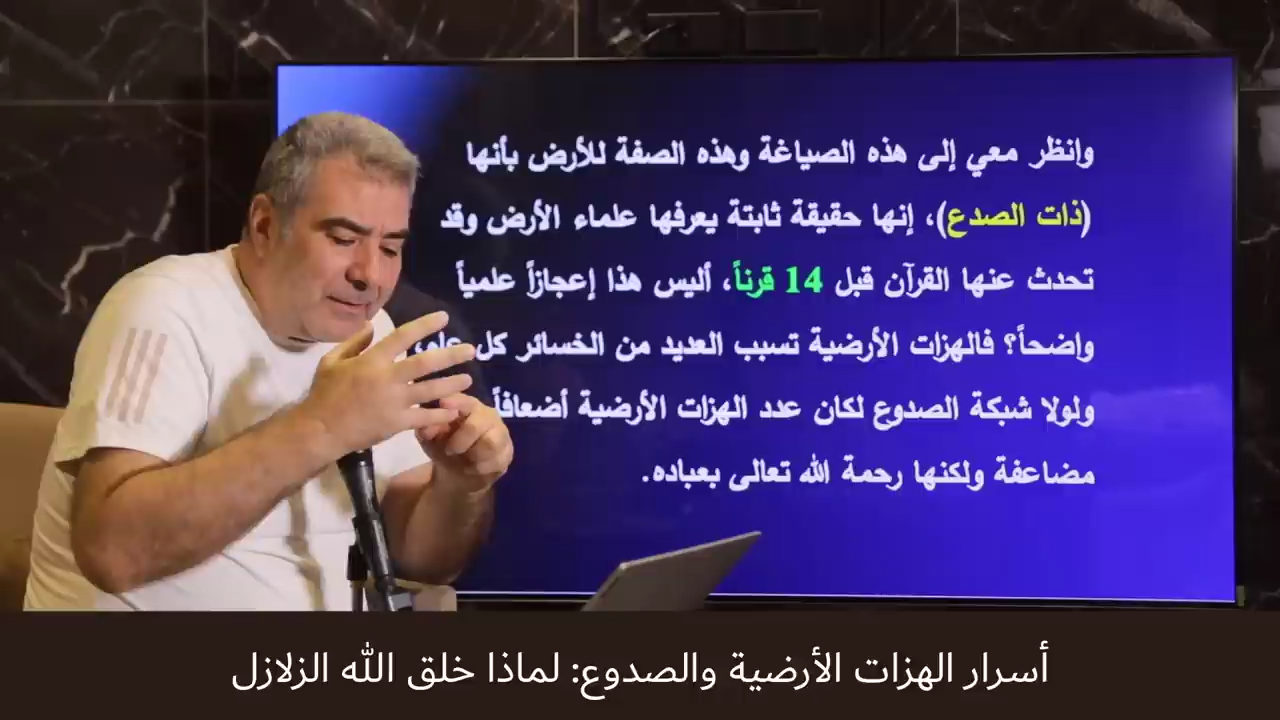 وانظر معي إلى هذه الصياغة وهذه الصفة للأرض بأنها
(ذات الصدع)، إنها حقيقة ثابتة يعرفها علماء الأرض وقد
تحدث عنها القرآن قبل 14 قرناً، أليس هذا إعجازاً علمياً
واضحاً؟ فالهزات الأرضية تسبب العديد من الخسائر كل عام،
ولولا شبكة الصدوع لكان عدد الهزات الأرضية أضعافاً
مضاعفة ولكنها رحمة الله تعالى بعباده.
أسرار الهزات الأرضية والصدوع: لماذا خلق الله الزلازل